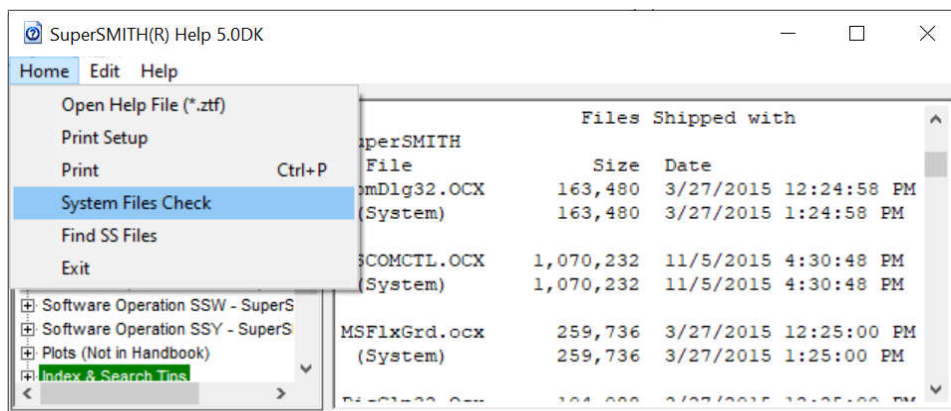 SuperSMITH(R) Help 5.0DK
Home Edit Help
Open Help File (*.ztf)
Print Setup
Print Ctrl+P
System Files Check
Find SS Files
Exit
Software Operation SSW - SuperS
Software Operation SSY - SuperS
Plots (Not in Handbook)
Index & Search Tips
Files Shipped with
uperSMITH
File Size Date
omDlg32.OCX 163,480 3/27/2015 12:24:58 PM
(System) 163,480 3/27/2015 1:24:58 PM
SCOMCTL.OCX 1,070,232 11/5/2015 4:30:48 PM
(System) 1,070,232 11/5/2015 4:30:48 PM
MSFlxGrd.ocx 259,736 3/27/2015 12:25:00 PM
(System) 259,736 3/27/2015 1:25:00 PM